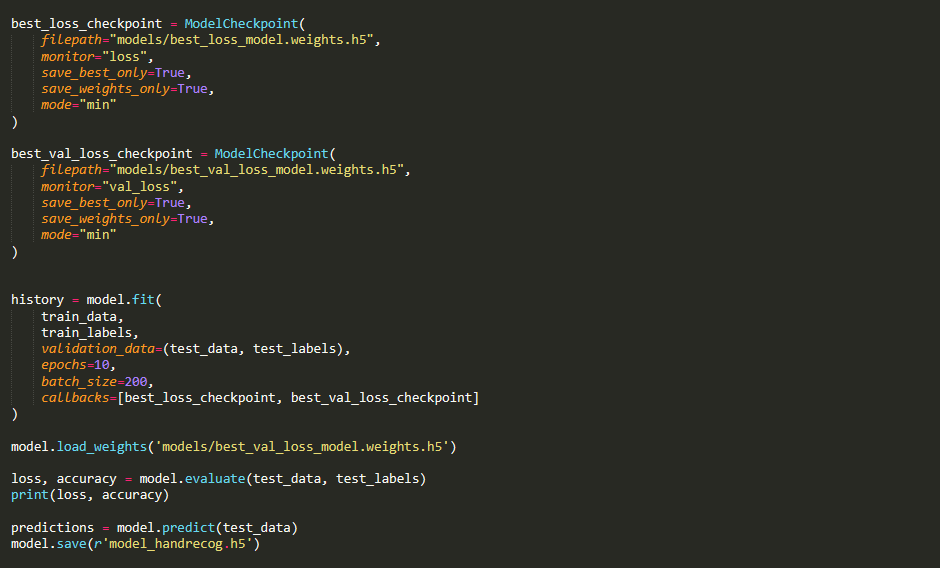 best_loss_checkpoint = ModelCheckpoint(
    filepath="models/best_loss_model.weights.h5",
    monitor="loss",
    save_best_only=True,
    save_weights_only=True,
    mode="min"
)
best_val_loss_checkpoint = ModelCheckpoint(
    filepath="models/best_val_loss_model.weights.h5",
    monitor="val_loss",
    save_best_only=True,
    save_weights_only=True,
    mode="min"
)
history = model.fit(
    train_data,
    train_labels,
    validation_data=(test_data, test_labels),
    epochs=10,
    batch_size=200,
    callbacks=[best_loss_checkpoint, best_val_loss_checkpoint]
)
model.load_weights('models/best_val_loss_model.weights.h5')
loss, accuracy = model.evaluate(test_data, test_labels)
print(loss, accuracy)
predictions = model.predict(test_data)
model.save(r'model_handrecog.h5')